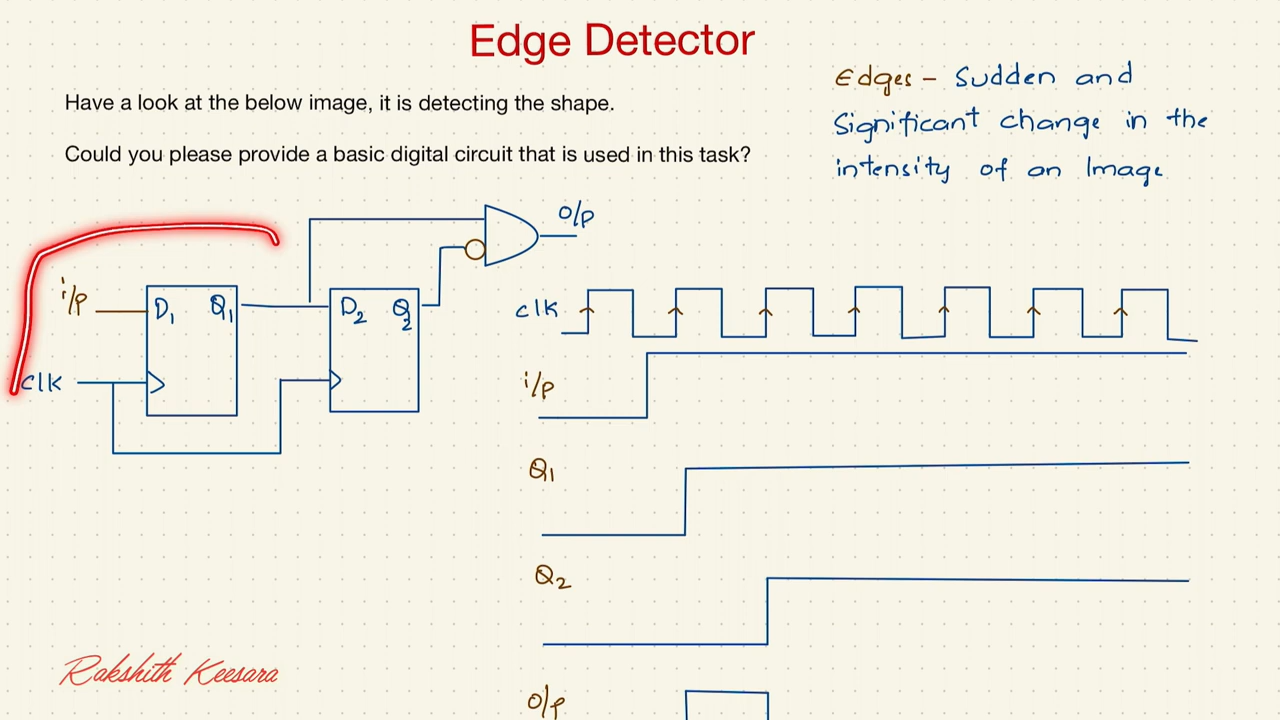 Edge Detector
Have a look at the below image, it is detecting the shape.
Could you please provide a basic digital circuit that is used in this task?
Edges - Sudden and
Significant change in the
intensity of an Image
o/p
i/p
D1 Q1
D2 Q2
clk
clk
i/p
Q1
Q2
o/p
Rakshith Keesara